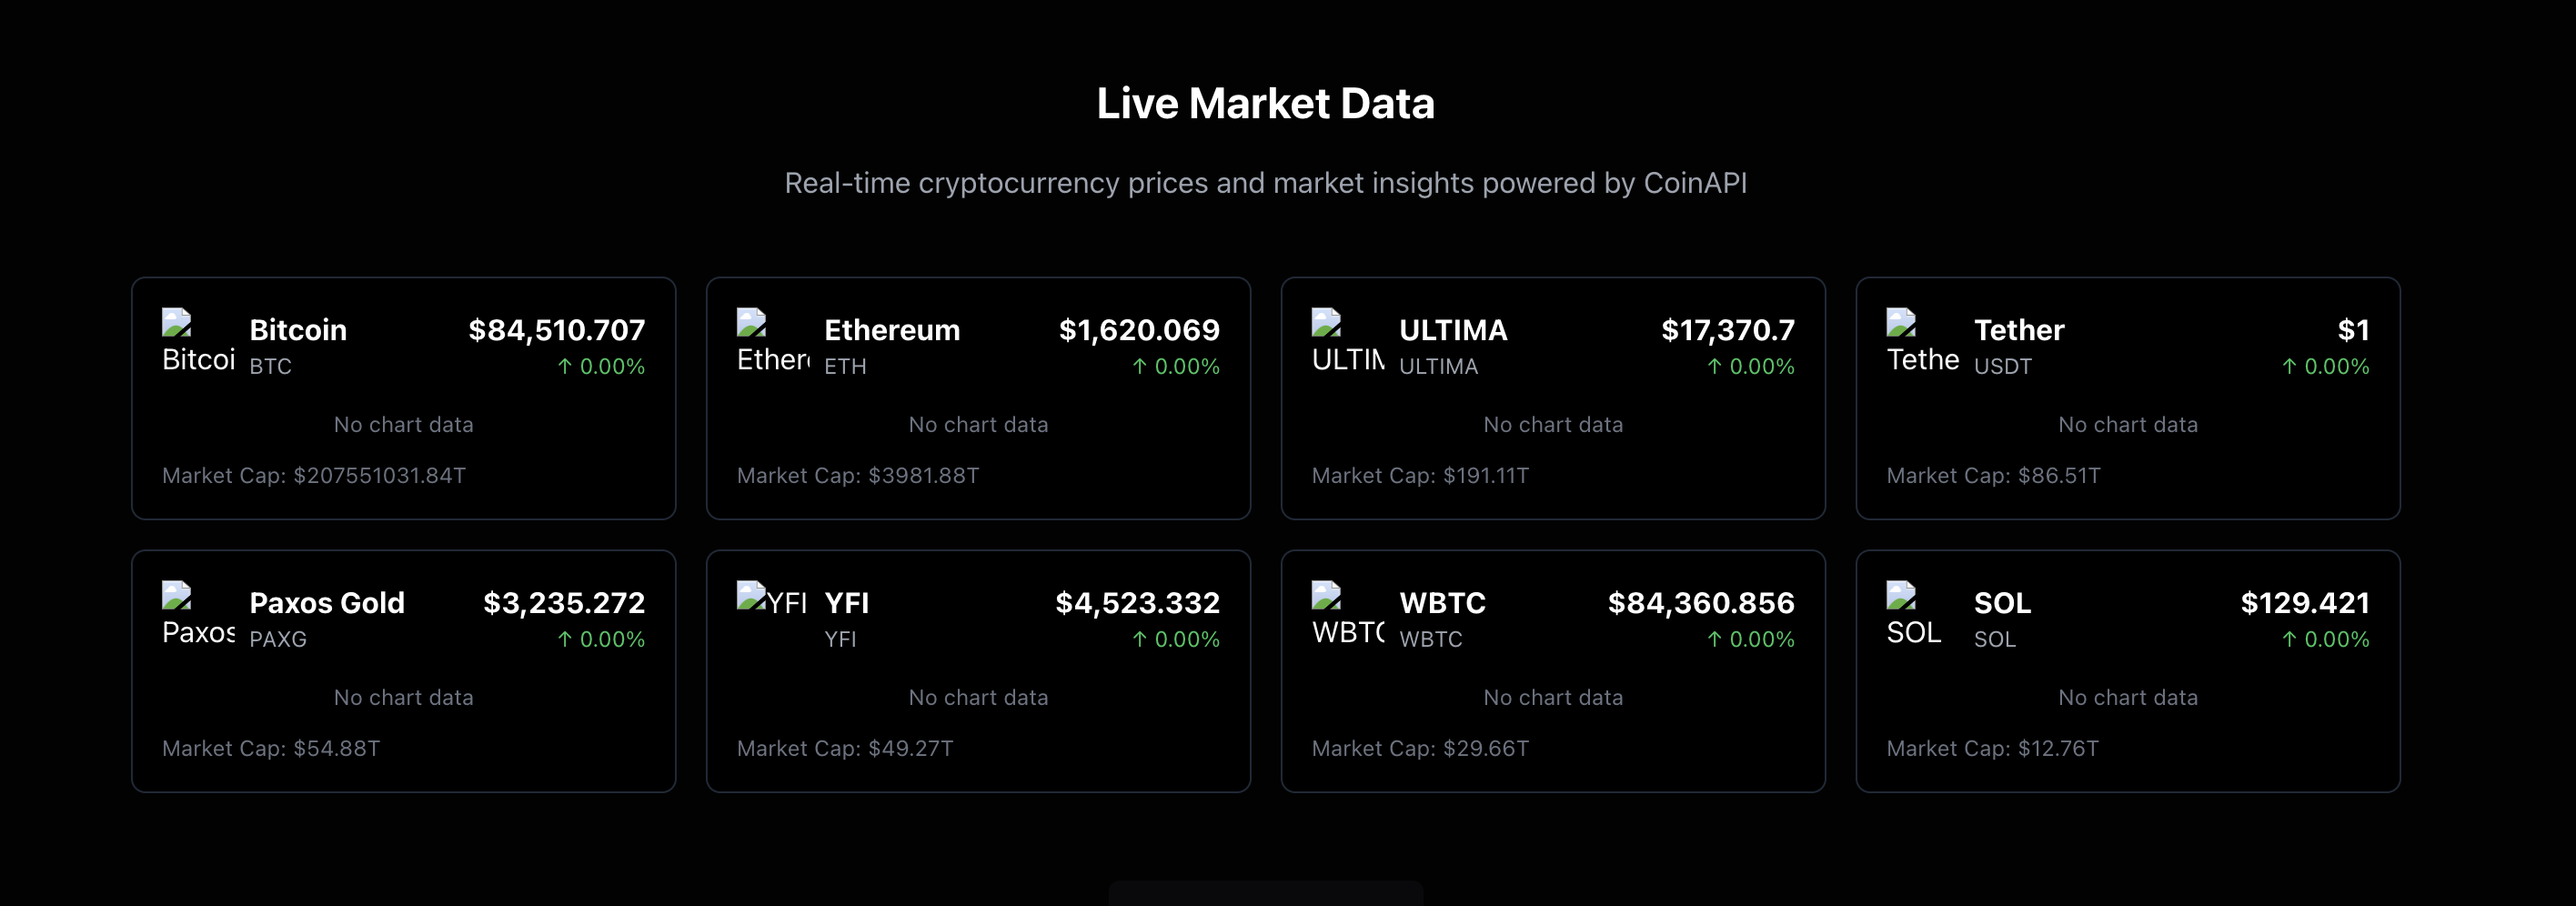 Live Market Data
Real-time cryptocurrency prices and market insights powered by CoinAPI
Bitcoi
Bitcoin
BTC
$84,510.707
↑ 0.00%
No chart data
Market Cap: $207551031.84T
Ether
Ethereum
ETH
$1,620.069
↑ 0.00%
No chart data
Market Cap: $3981.88T
ULTIM
ULTIMA
ULTIMA
$17,370.7
↑ 0.00%
No chart data
Market Cap: $191.11T
Tethe
Tether
USDT
$1
↑ 0.00%
No chart data
Market Cap: $86.51T
Paxos
Paxos Gold
PAXG
$3,235.272
↑ 0.00%
No chart data
Market Cap: $54.88T
YFI
YFI
YFI
$4,523.332
↑ 0.00%
No chart data
Market Cap: $49.27T
WBTC
WBTC
WBTC
$84,360.856
↑ 0.00%
No chart data
Market Cap: $29.66T
SOL
SOL
SOL
$129.421
↑ 0.00%
No chart data
Market Cap: $12.76T